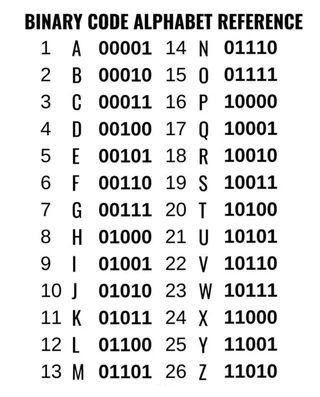 BINARY CODE ALPHABET REFERENCE
1 A 00001 14 N 01110
2 B 00010 15 O 01111
3 C 00011 16 P 10000
4 D 00100 17 Q 10001
5 E 00101 18 R 10010
6 F 00110 19 S 10011
7 G 00111 20 T 10100
8 H 01000 21 U 10101
9 I 01001 22 V 10110
10 J 01010 23 W 10111
11 K 01011 24 X 11000
12 L 01100 25 Y 11001
13 M 01101 26 Z 11010